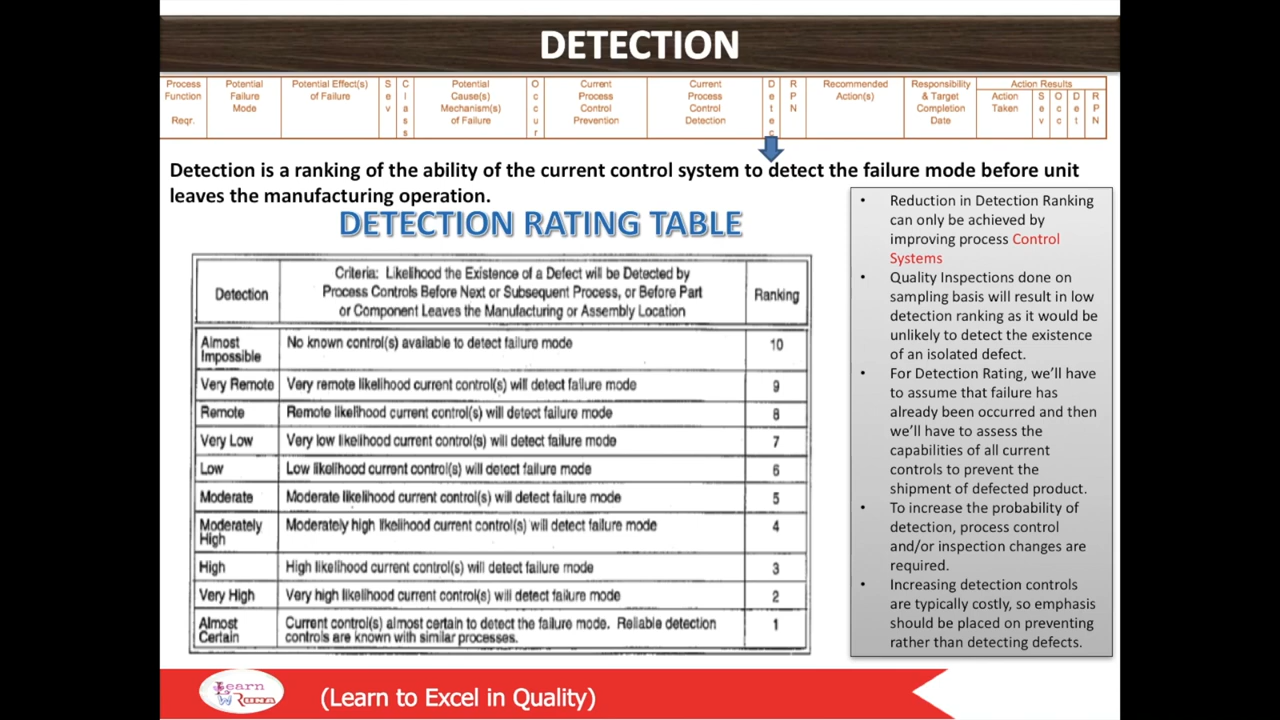 DETECTION
Process Function Reqr.
Potential Failure Mode
Potential Effect(s) of Failure
Sev
Class
Potential Cause(s) Mechanism(s) of Failure
Occur
Current Process Control Prevention
Current Process Control Detection
Detec
RPN
Recommended Action(s)
Responsibility & Target Completion Date
Action Results
Action Taken
Sev
Occ
Det
RPN
Detection is a ranking of the ability of the current control system to detect the failure mode before unit
leaves the manufacturing operation.
DETECTION RATING TABLE
Detection
Criteria: Likelihood the Existence of a Defect will be Detected by
Process Controls Before Next or Subsequent Process, or Before Part
or Component Leaves the Manufacturing or Assembly Location
Ranking
Almost Impossible No known control(s) available to detect failure mode 10
Very Remote Very remote likelihood current control(s) will detect failure mode 9
Remote Remote likelihood current control(s) will detect failure mode 8
Very Low Very low likelihood current control(s) will detect failure mode 7
Low Low likelihood current control(s) will detect failure mode 6
Moderate Moderate likelihood current control(s) will detect failure mode 5
Moderately High Moderately high likelihood current control(s) will detect failure mode 4
High High likelihood current control(s) will detect failure mode 3
Very High Very high likelihood current control(s) will detect failure mode 2
Almost Certain Current control(s) almost certain to detect the failure mode. Reliable detection
controls are known with similar processes. 1
• Reduction in Detection Ranking
can only be achieved by
improving process Control
Systems
• Quality Inspections done on
sampling basis will result in low
detection ranking as it would be
unlikely to detect the existence
of an isolated defect.
• For Detection Rating, we'll have
to assume that failure has
already been occurred and then
we'll have to assess the
capabilities of all current
controls to prevent the
shipment of defected product.
• To increase the probability of
detection, process control
and/or inspection changes are
required.
• Increasing detection controls
are typically costly, so emphasis
should be placed on preventing
rather than detecting defects.
Learn
W RUNA
(Learn to Excel in Quality)